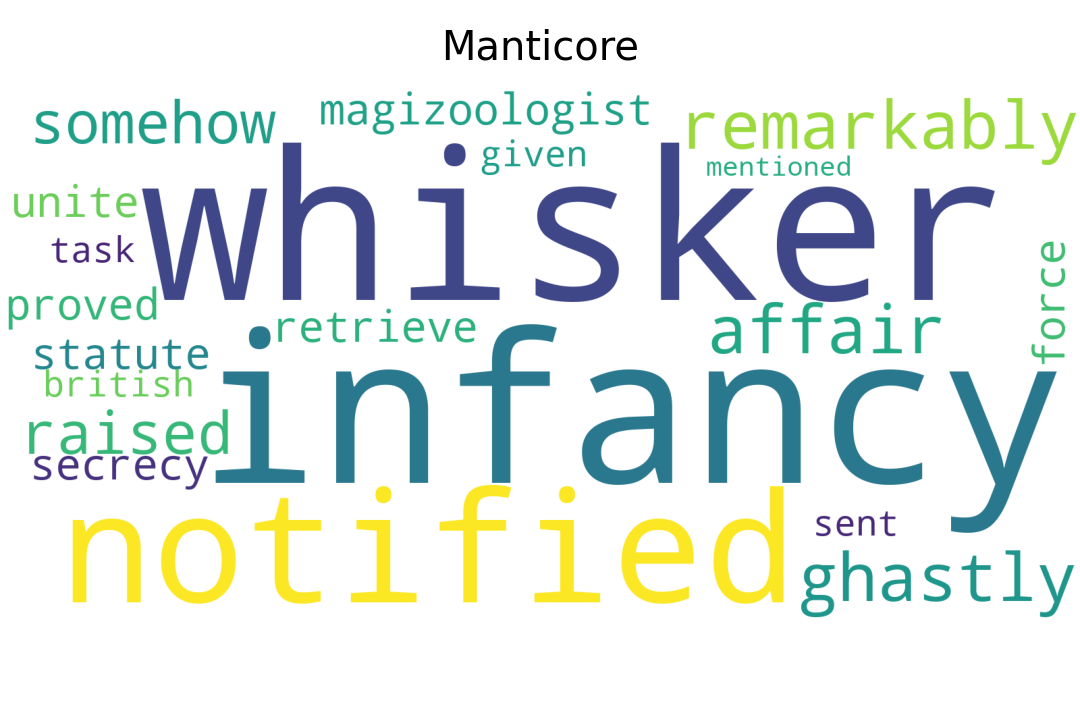 Manticore
somehow
magizoologist
remarkably
given
mentioned
whisker
unite
task
force
proved
retrieve
affair
statute
british
infancy
raised
secrecy
notified
sent
ghastly